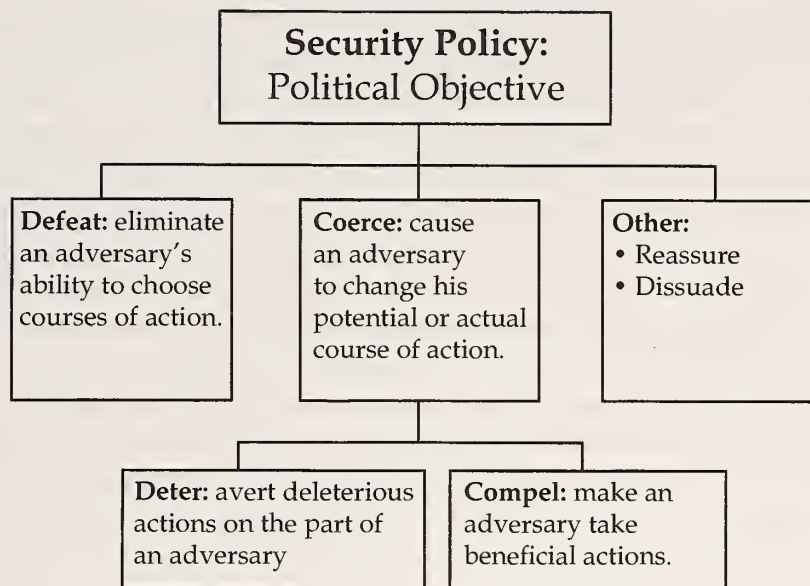 Security Policy:
Political Objective
Defeat: eliminate
an adversary's
ability to choose
courses of action.
Coerce: cause
an adversary
to change his
potential or actual
course of action.
Other:
• Reassure
• Dissuade
Deter: avert deleterious
actions on the part of
an adversary
Compel: make an
adversary take
beneficial actions.